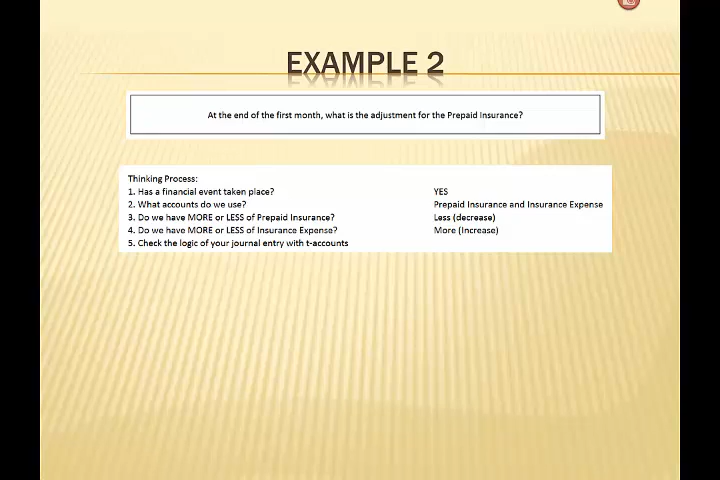 EXAMPLE 2
At the end of the first month, what is the adjustment for the Prepaid Insurance?
Thinking Process:
1. Has a financial event taken place? YES
2. What accounts do we use? Prepaid Insurance and Insurance Expense
3. Do we have MORE or LESS of Prepaid Insurance? Less (decrease)
4. Do we have MORE or LESS of Insurance Expense? More (Increase)
5. Check the logic of your journal entry with t-accounts